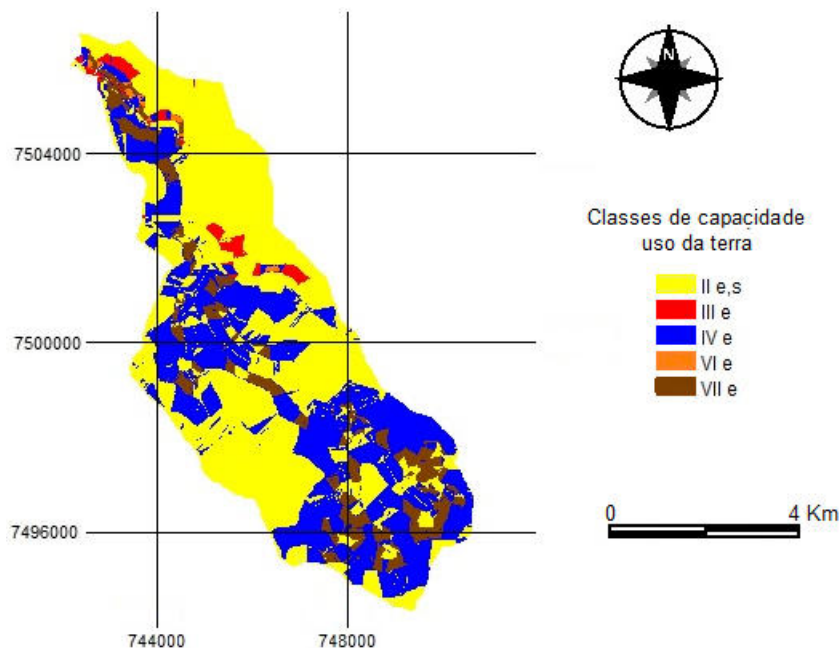 N
7504000
7500000
7496000
744000
748000
Classes de capacidade
uso da terra
II e,s
III e
IV e
VI e
VII e
0
4 Km